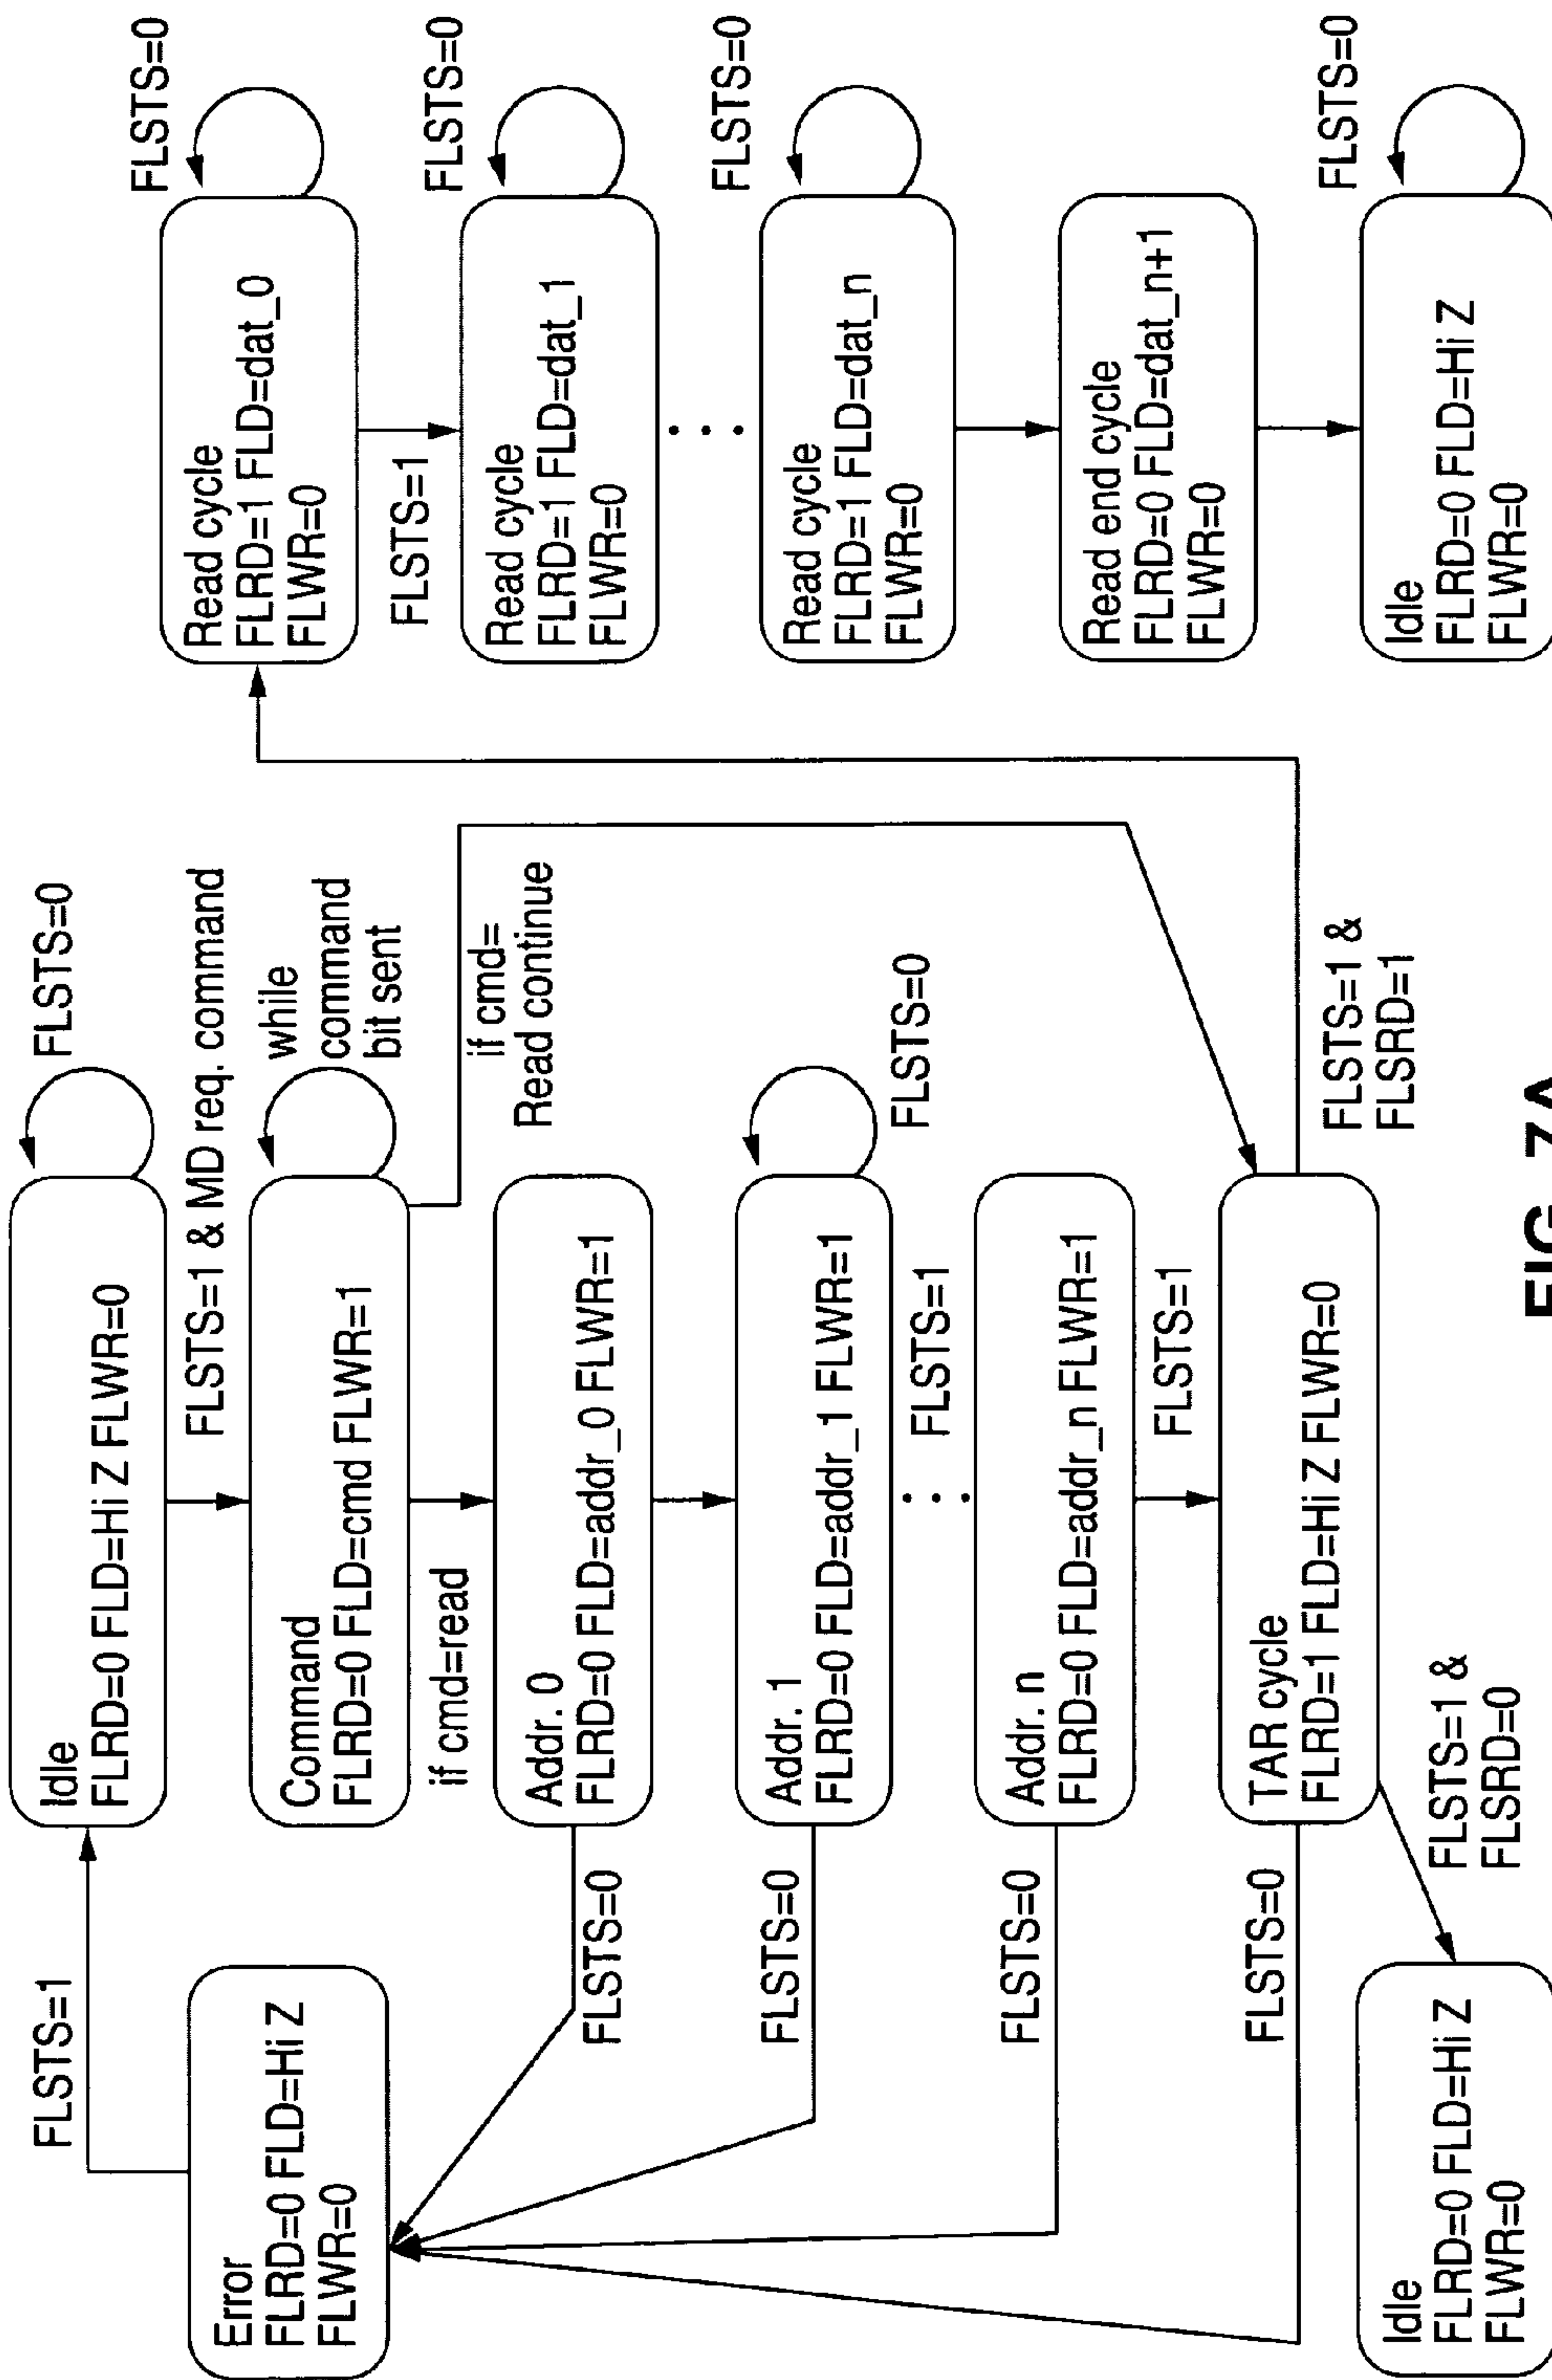 FLSTS=1
Error
FLRD=0 FLD=Hi Z
FLWR=0
Idle
FLRD=0 FLD=Hi Z FLWR=0
FLSTS=0
FLSTS=1 & MD req. command
Command
FLRD=0 FLD=cmd FLWR=1
while
command
bit sent
if cmd=read
if cmd=
Read continue
Addr. 0
FLRD=0 FLD=addr_0 FLWR=1
FLSTS=0
Addr. 1
FLRD=0 FLD=addr_1 FLWR=1
FLSTS=0
FLSTS=0
FLSTS=1
Addr. n
FLRD=0 FLD=addr_n FLWR=1
FLSTS=0
FLSTS=1
TAR cycle
FLRD=1 FLD=Hi Z FLWR=0
FLSTS=0
FLSTS=1 &
FLSRD=1
FLSTS=1 &
FLSRD=0
Idle
FLRD=0 FLD=Hi Z
FLWR=0
Read cycle
FLRD=1 FLD=dat_0
FLWR=0
FLSTS=0
FLSTS=1
Read cycle
FLRD=1 FLD=dat_1
FLWR=0
FLSTS=0
Read cycle
FLRD=1 FLD=dat_n
FLWR=0
FLSTS=0
Read end cycle
FLRD=0 FLD=dat_n+1
FLWR=0
Idle
FLRD=0 FLD=Hi Z
FLWR=0
FLSTS=0
FIG. 7A